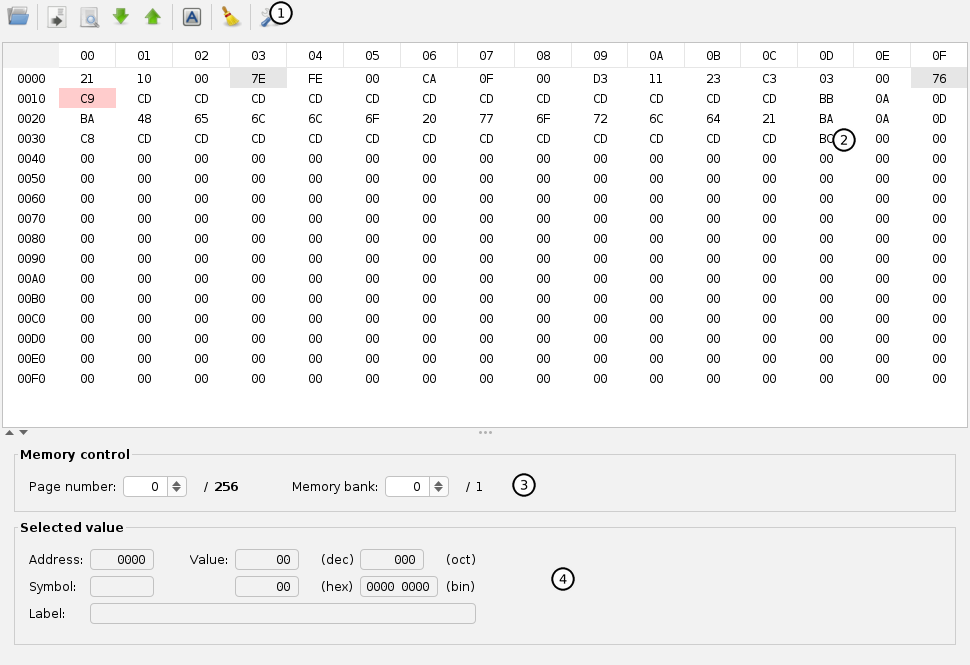 A 1
00 01 02 03 04 05 06 07 08 09 0A 0B 0C 0D 0E 0F
0000 21 10 00 7E FE 00 CA 0F 00 D3 11 23 C3 03 00 76
0010 C9 CD CD CD CD CD CD CD CD CD CD CD CD BB 0A 0D
0020 BA 48 65 6C 6C 6F 20 77 6F 72 6C 64 21 BA 0A 0D
0030 C8 CD CD CD CD CD CD CD CD CD CD CD CD BC 2 00 00
0040 00 00 00 00 00 00 00 00 00 00 00 00 00 00 00 00
0050 00 00 00 00 00 00 00 00 00 00 00 00 00 00 00 00
0060 00 00 00 00 00 00 00 00 00 00 00 00 00 00 00 00
0070 00 00 00 00 00 00 00 00 00 00 00 00 00 00 00 00
0080 00 00 00 00 00 00 00 00 00 00 00 00 00 00 00 00
0090 00 00 00 00 00 00 00 00 00 00 00 00 00 00 00 00
00A0 00 00 00 00 00 00 00 00 00 00 00 00 00 00 00 00
00B0 00 00 00 00 00 00 00 00 00 00 00 00 00 00 00 00
00C0 00 00 00 00 00 00 00 00 00 00 00 00 00 00 00 00
00D0 00 00 00 00 00 00 00 00 00 00 00 00 00 00 00 00
00E0 00 00 00 00 00 00 00 00 00 00 00 00 00 00 00 00
00F0 00 00 00 00 00 00 00 00 00 00 00 00 00 00 00 00
Memory control
Page number: 0 / 256 Memory bank: 0 / 1 3
Selected value
Address: 0000 Value: 00 (dec) 000 (oct)
Symbol: 00 (hex) 0000 0000 (bin) 4
Label: